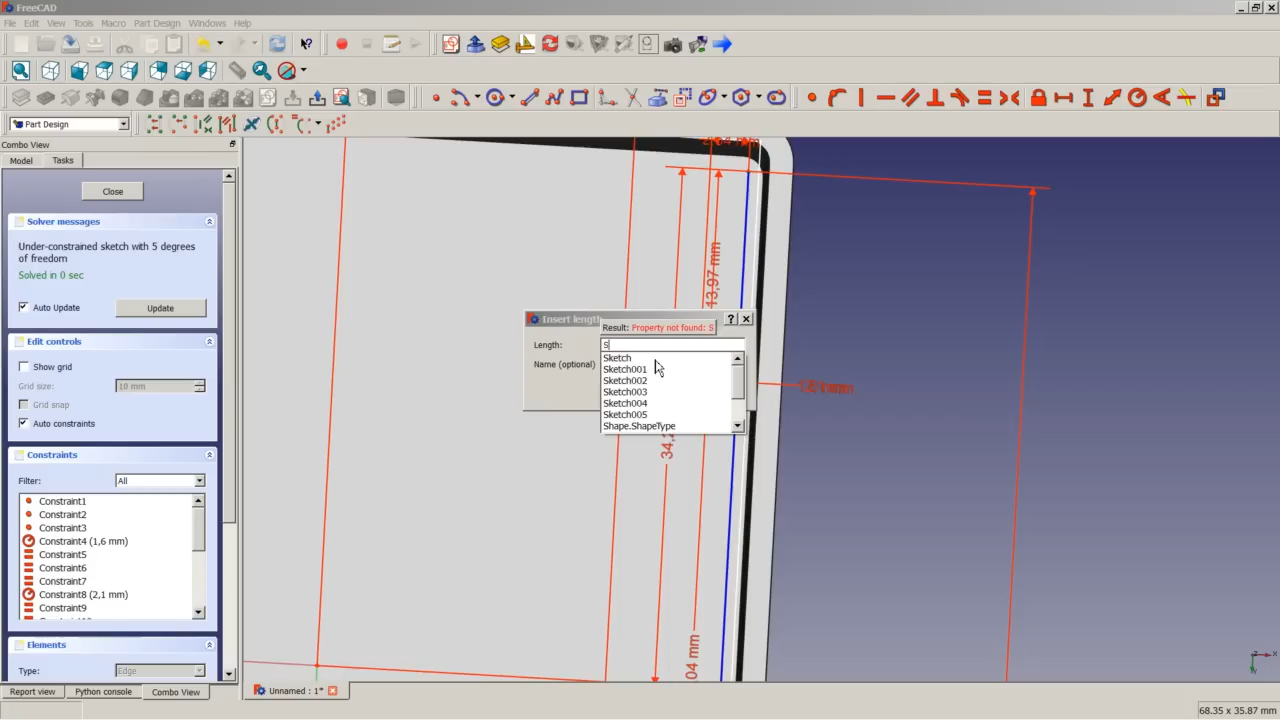 FreeCAD
File Edit View Tools Macro Part Design Windows Help
Part Design
Combo View
Model Tasks
Close
Solver messages
Under-constrained sketch with 5 degrees
of freedom
Solved in 0 sec
Auto Update Update
Edit controls
Show grid
Grid size: 10 mm
Grid snap
Auto constraints
Constraints
Filter: All
Constraint1
Constraint2
Constraint3
Constraint4 (1,6 mm)
Constraint5
Constraint6
Constraint7
Constraint8 (2,1 mm)
Constraint9
Elements
Type: Edge
Report view Python console Combo View
13,97 mm
34,2
04 mm
Insert length
Result: Property not found: S
Length: S
Name (optional)
Sketch
Sketch001
Sketch002
Sketch003
Sketch004
Sketch005
Shape.ShapeType
Unnamed : 1*
68.35 x 35.87 mm